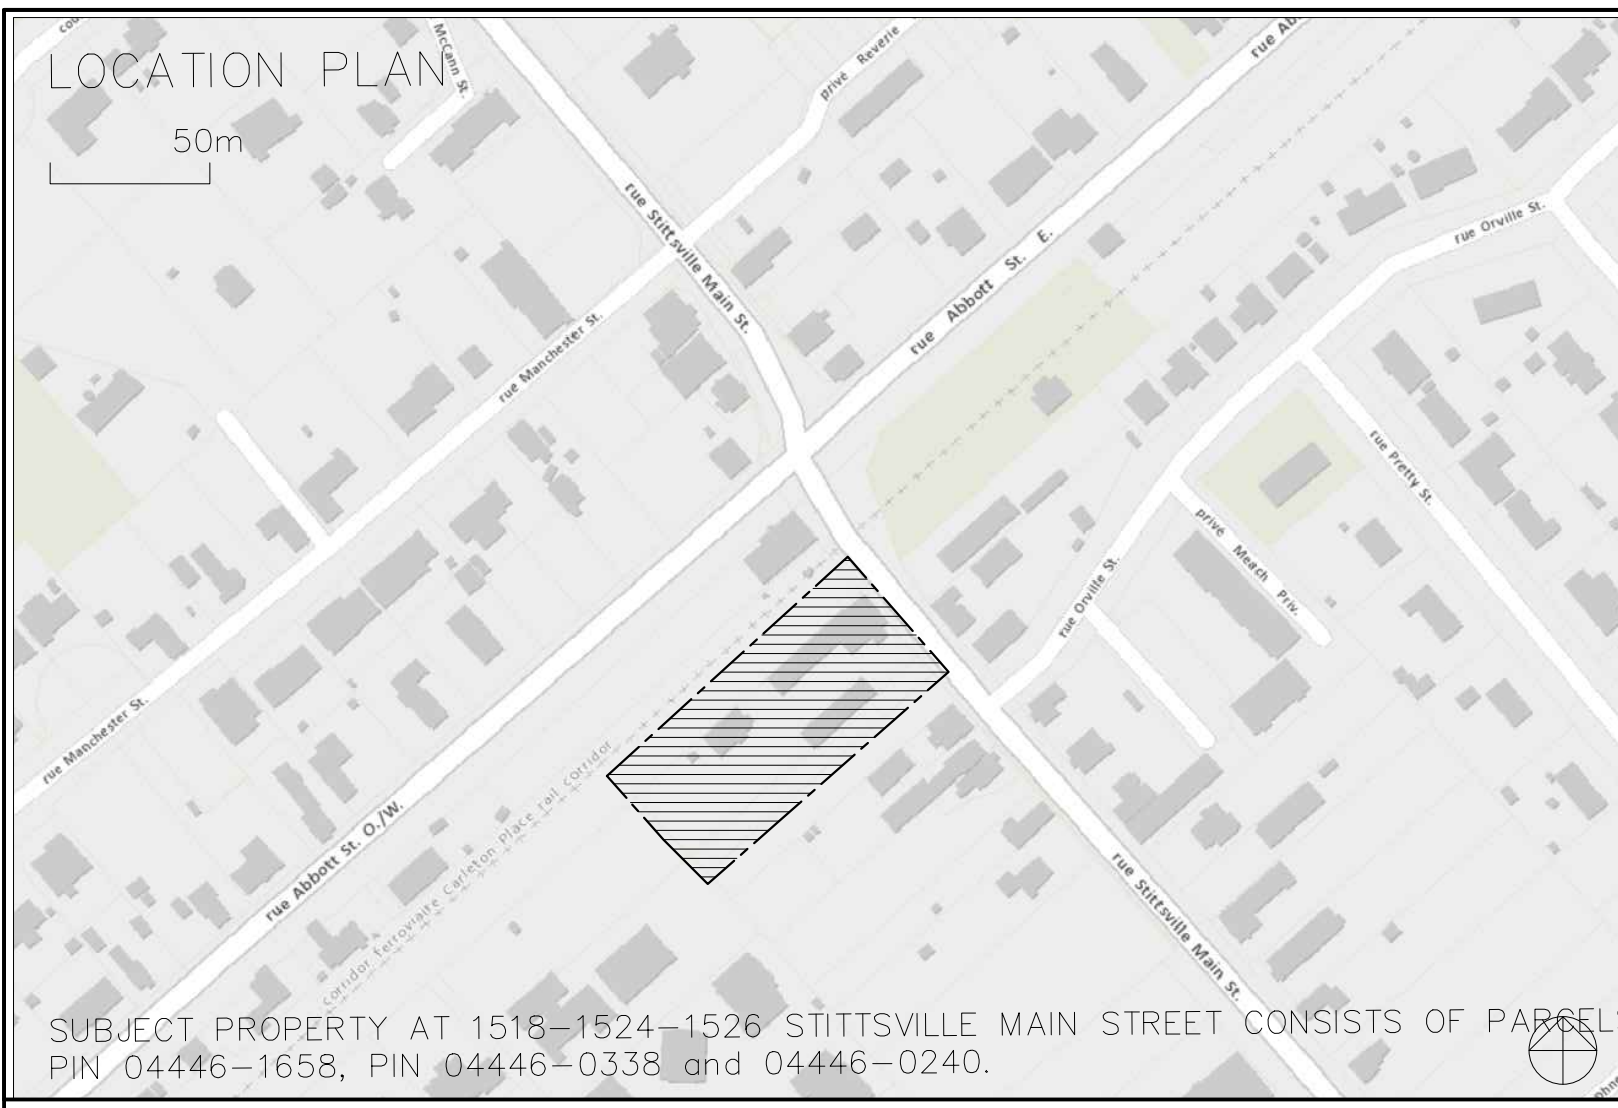 LOCATION PLAN
50m
McCann St.
privé Reverie
rue Stittsville Main St.
rue Abbott St. E.
rue Orville St.
rue Manchester St.
rue Pretty St.
privé Meach Priv.
rue Orville St.
rue Manchester St.
rue Abbott St. O./W.
corridor ferroviaire Carleton Place rail corridor
rue Stittsville Main St.
SUBJECT PROPERTY AT 1518-1524-1526 STITTSVILLE MAIN STREET CONSISTS OF PARCEL
PIN 04446-1658, PIN 04446-0338 and 04446-0240.